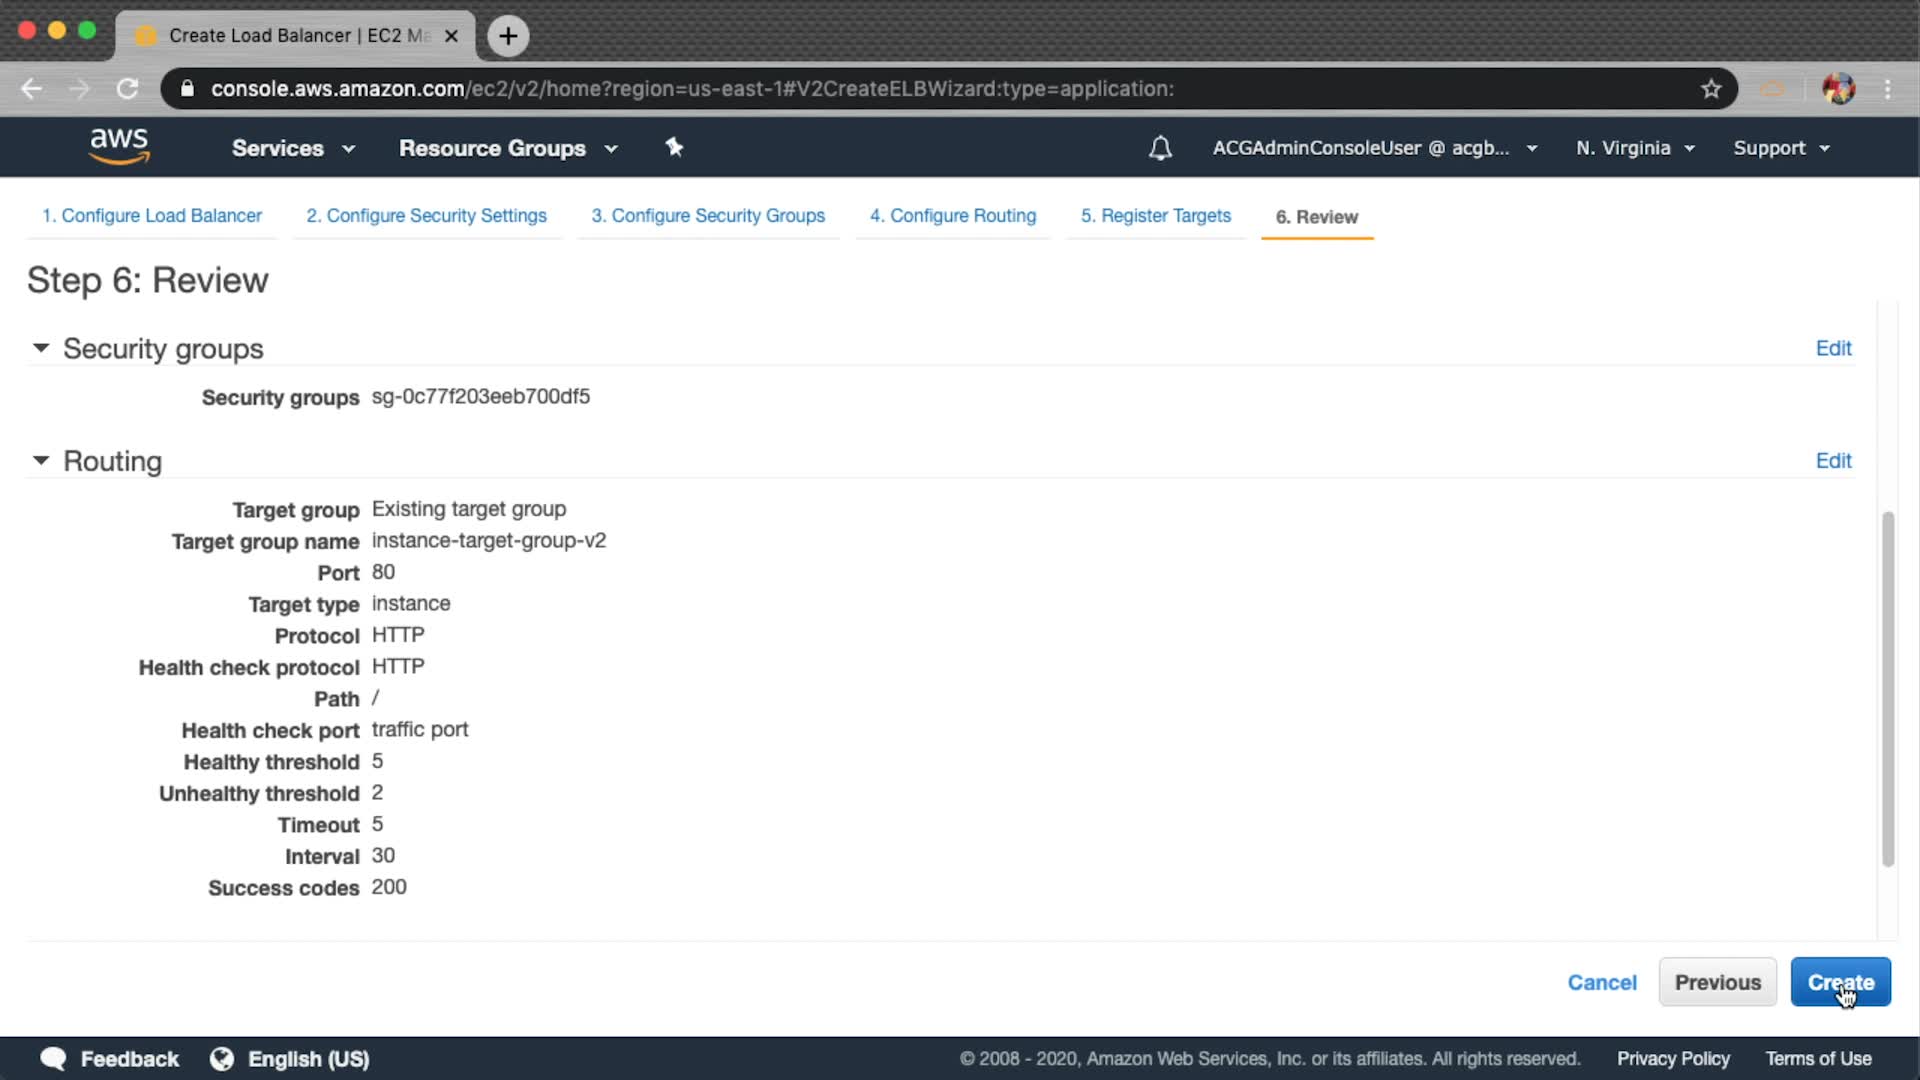 Create Load Balancer | EC2 Ma
console.aws.amazon.com/ec2/v2/home?region=us-east-1#V2CreateELBWizard:type=application:
aws Services Resource Groups ACGAdminConsoleUser @ acgb... N. Virginia Support
1. Configure Load Balancer 2. Configure Security Settings 3. Configure Security Groups 4. Configure Routing 5. Register Targets 6. Review
Step 6: Review
Security groups Edit
Security groups sg-0c77f203eeb700df5
Routing Edit
Target group Existing target group
Target group name instance-target-group-v2
Port 80
Target type instance
Protocol HTTP
Health check protocol HTTP
Path /
Health check port traffic port
Healthy threshold 5
Unhealthy threshold 2
Timeout 5
Interval 30
Success codes 200
Cancel Previous Create
Feedback English (US) © 2008 - 2020, Amazon Web Services, Inc. or its affiliates. All rights reserved. Privacy Policy Terms of Use